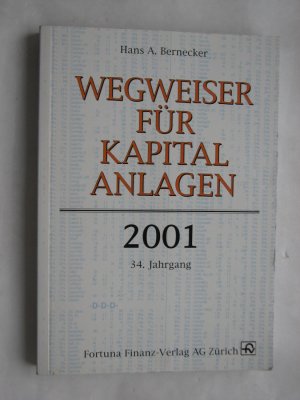 Hans A. Bernecker
WEGWEISER
FÜR
KAPITAL
ANLAGEN
2001
34. Jahrgang
-D-D-D-
Fortuna Finanz-Verlag AG Zürich